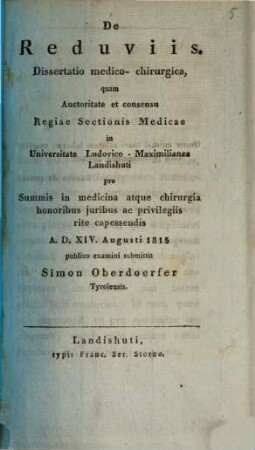 5.
De
Reduviis.
Dissertatio medico-chirurgica,
quam
Auctoritate et consensu
Regiae Sectionis Medicae
in
Universitate Ludovico - Maximilianea
Landishuti
pro
Summis in medicina atque chirurgia
honoribus juribus ac privilegiis
rite capessendis
A. D. XIV. Augusti 1815
publico examini submittit
Simon Oberdoerfer
Tyrolensis.
Landishuti,
typis Franc. Ser. Storno.